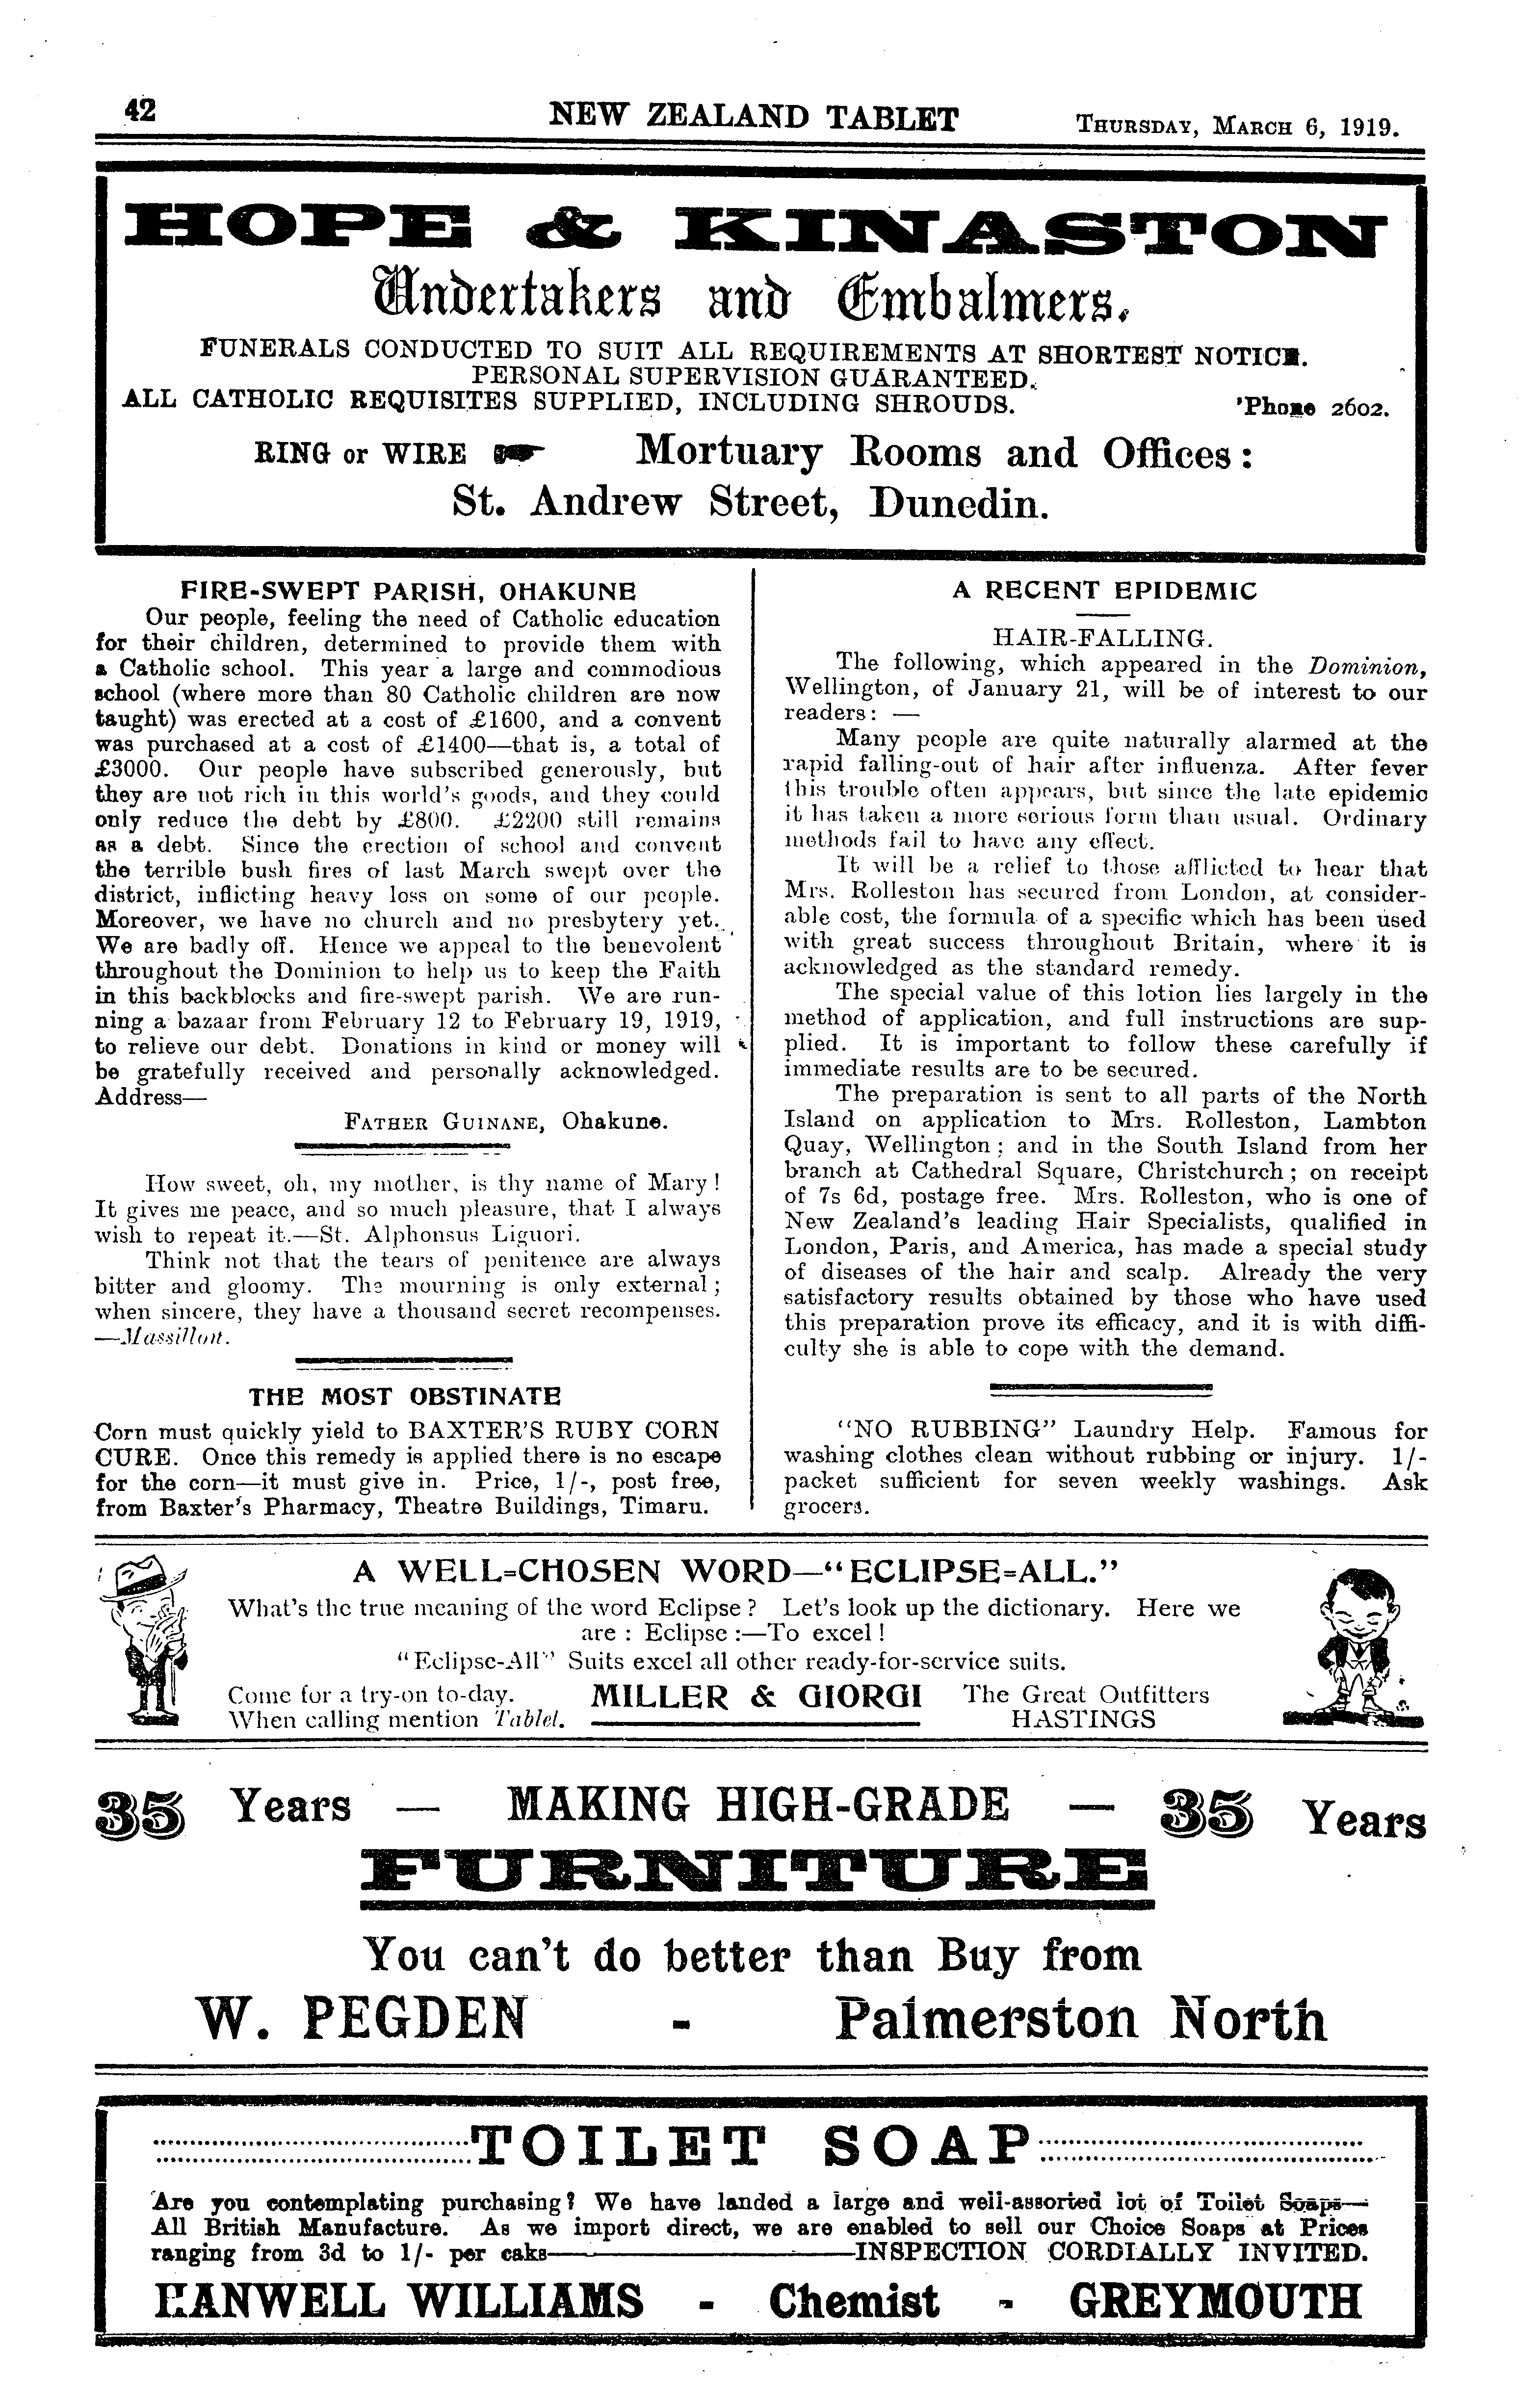 42
NEW ZEALAND TABLET
THURSDAY, MARCH 6, 1919.
HOPE & KINASTON
Undertakers and Embalmers.
FUNERALS CONDUCTED TO SUIT ALL REQUIREMENTS AT SHORTEST NOTICE.
PERSONAL SUPERVISION GUARANTEED.
ALL CATHOLIC REQUISITES SUPPLIED, INCLUDING SHROUDS. 'Phone 2602.
RING or WIRE Mortuary Rooms and Offices:
St. Andrew Street, Dunedin.
FIRE-SWEPT PARISH, OHAKUNE
Our people, feeling the need of Catholic education
for their children, determined to provide them with
a Catholic school. This year a large and commodious
school (where more than 80 Catholic children are now
taught) was erected at a cost of £1600, and a convent
was purchased at a cost of £1400—that is, a total of
£3000. Our people have subscribed generously, but
they are not rich in this world's goods, and they could
only reduce the debt by £800. £2200 still remains
as a debt. Since the erection of school and convent
the terrible bush fires of last March swept over the
district, inflicting heavy loss on some of our people.
Moreover, we have no church and no presbytery yet.
We are badly off. Hence we appeal to the benevolent
throughout the Dominion to help us to keep the Faith
in this backblocks and fire-swept parish. We are run-
ning a bazaar from February 12 to February 19, 1919,
to relieve our debt. Donations in kind or money will
be gratefully received and personally acknowledged.
Address—
FATHER GUINANE, Ohakune.
How sweet, oh, my mother, is thy name of Mary!
It gives me peace, and so much pleasure, that I always
wish to repeat it.—St. Alphonsus Liguori.
Think not that the tears of penitence are always
bitter and gloomy. The mourning is only external;
when sincere, they have a thousand secret recompenses.
—Massillon.
THE MOST OBSTINATE
Corn must quickly yield to BAXTER'S RUBY CORN
CURE. Once this remedy is applied there is no escape
for the corn—it must give in. Price, 1/-, post free,
from Baxter's Pharmacy, Theatre Buildings, Timaru.
A RECENT EPIDEMIC
HAIR-FALLING.
The following, which appeared in the Dominion,
Wellington, of January 21, will be of interest to our
readers: —
Many people are quite naturally alarmed at the
rapid falling-out of hair after influenza. After fever
this trouble often appears, but since the late epidemic
it has taken a more serious form than usual. Ordinary
methods fail to have any effect.
It will be a relief to those afflicted to hear that
Mrs. Rolleston has secured from London, at consider-
able cost, the formula of a specific which has been used
with great success throughout Britain, where it is
acknowledged as the standard remedy.
The special value of this lotion lies largely in the
method of application, and full instructions are sup-
plied. It is important to follow these carefully if
immediate results are to be secured.
The preparation is sent to all parts of the North
Island on application to Mrs. Rolleston, Lambton
Quay, Wellington; and in the South Island from her
branch at Cathedral Square, Christchurch; on receipt
of 7s 6d, postage free. Mrs. Rolleston, who is one of
New Zealand's leading Hair Specialists, qualified in
London, Paris, and America, has made a special study
of diseases of the hair and scalp. Already the very
satisfactory results obtained by those who have used
this preparation prove its efficacy, and it is with diffi-
culty she is able to cope with the demand.
"NO RUBBING" Laundry Help. Famous for
washing clothes clean without rubbing or injury. 1/-
packet sufficient for seven weekly washings. Ask
grocers.
A WELL=CHOSEN WORD—"ECLIPSE=ALL."
What's the true meaning of the word Eclipse? Let's look up the dictionary. Here we
are: Eclipse:—To excel!
"Eclipse-All" Suits excel all other ready-for-service suits.
Come for a try-on to-day. MILLER & GIORGI The Great Outfitters
When calling mention Tablet. HASTINGS
35 Years — MAKING HIGH-GRADE — 35 Years
FURNITURE
You can't do better than Buy from
W. PEGDEN - Palmerston North
TOILET SOAP
Are you contemplating purchasing? We have landed a large and well-assorted lot of Toilet Soaps—
All British Manufacture. As we import direct, we are enabled to sell our Choice Soaps at Prices
ranging from 3d to 1/- per caks—INSPECTION CORDIALLY INVITED.
HANWELL WILLIAMS - Chemist - GREYMOUTH